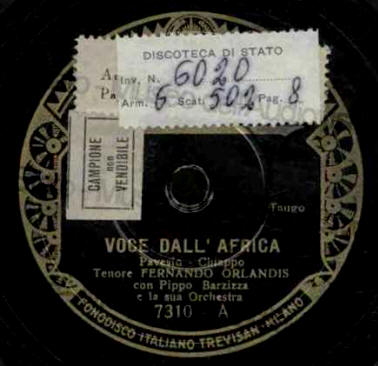 DISCOTECA DI STATO
Inv. N. 6020
Arm. 6 Scat. 502 Pag. 8
CAMPIONE
non
VENDIBILE
Tango
VOCE DALL' AFRICA
Pavesio - Chiappo
Tenore FERNANDO ORLANDIS
con Pippo Barzizza
e la sua Orchestra
7310 - A
FONODISCO ITALIANO TREVISAN - MILANO